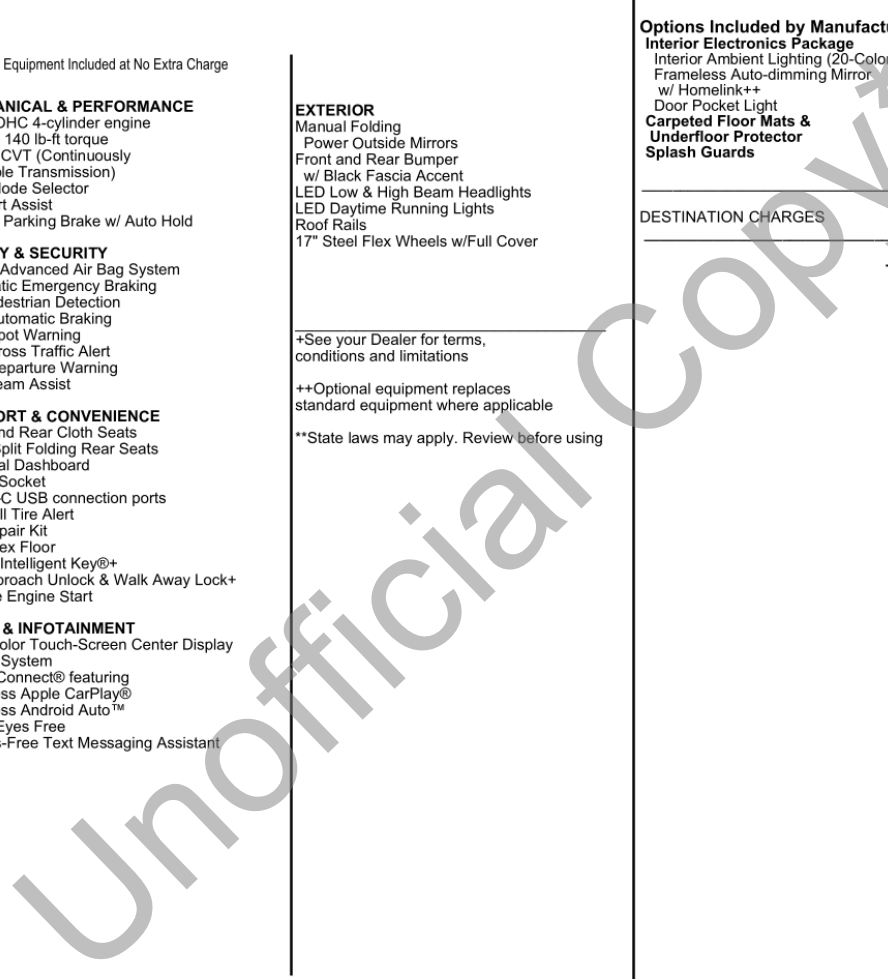 Equipment Included at No Extra Charge
ANICAL & PERFORMANCE
OHC 4-cylinder engine
140 lb-ft torque
CVT (Continuously
le Transmission)
ode Selector
rt Assist
Parking Brake w/ Auto Hold
Y & SECURITY
Advanced Air Bag System
tic Emergency Braking
destrian Detection
utomatic Braking
pot Warning
ross Traffic Alert
eparture Warning
eam Assist
ORT & CONVENIENCE
nd Rear Cloth Seats
plit Folding Rear Seats
al Dashboard
Socket
-C USB connection ports
ll Tire Alert
pair Kit
ex Floor
Intelligent Key®+
proach Unlock & Walk Away Lock+
e Engine Start
& INFOTAINMENT
olor Touch-Screen Center Display
System
Connect® featuring
ss Apple CarPlay®
ss Android Auto™
Eyes Free
s-Free Text Messaging Assistant
EXTERIOR
Manual Folding
Power Outside Mirrors
Front and Rear Bumper
w/ Black Fascia Accent
LED Low & High Beam Headlights
LED Daytime Running Lights
Roof Rails
17" Steel Flex Wheels w/Full Cover
+See your Dealer for terms,
conditions and limitations
++Optional equipment replaces
standard equipment where applicable
**State laws may apply. Review before using
Options Included by Manufactu
Interior Electronics Package
Interior Ambient Lighting (20-Color
Frameless Auto-dimming Mirror
w/ Homelink++
Door Pocket Light
Carpeted Floor Mats &
Underfloor Protector
Splash Guards
DESTINATION CHARGES
Unofficial Copy*